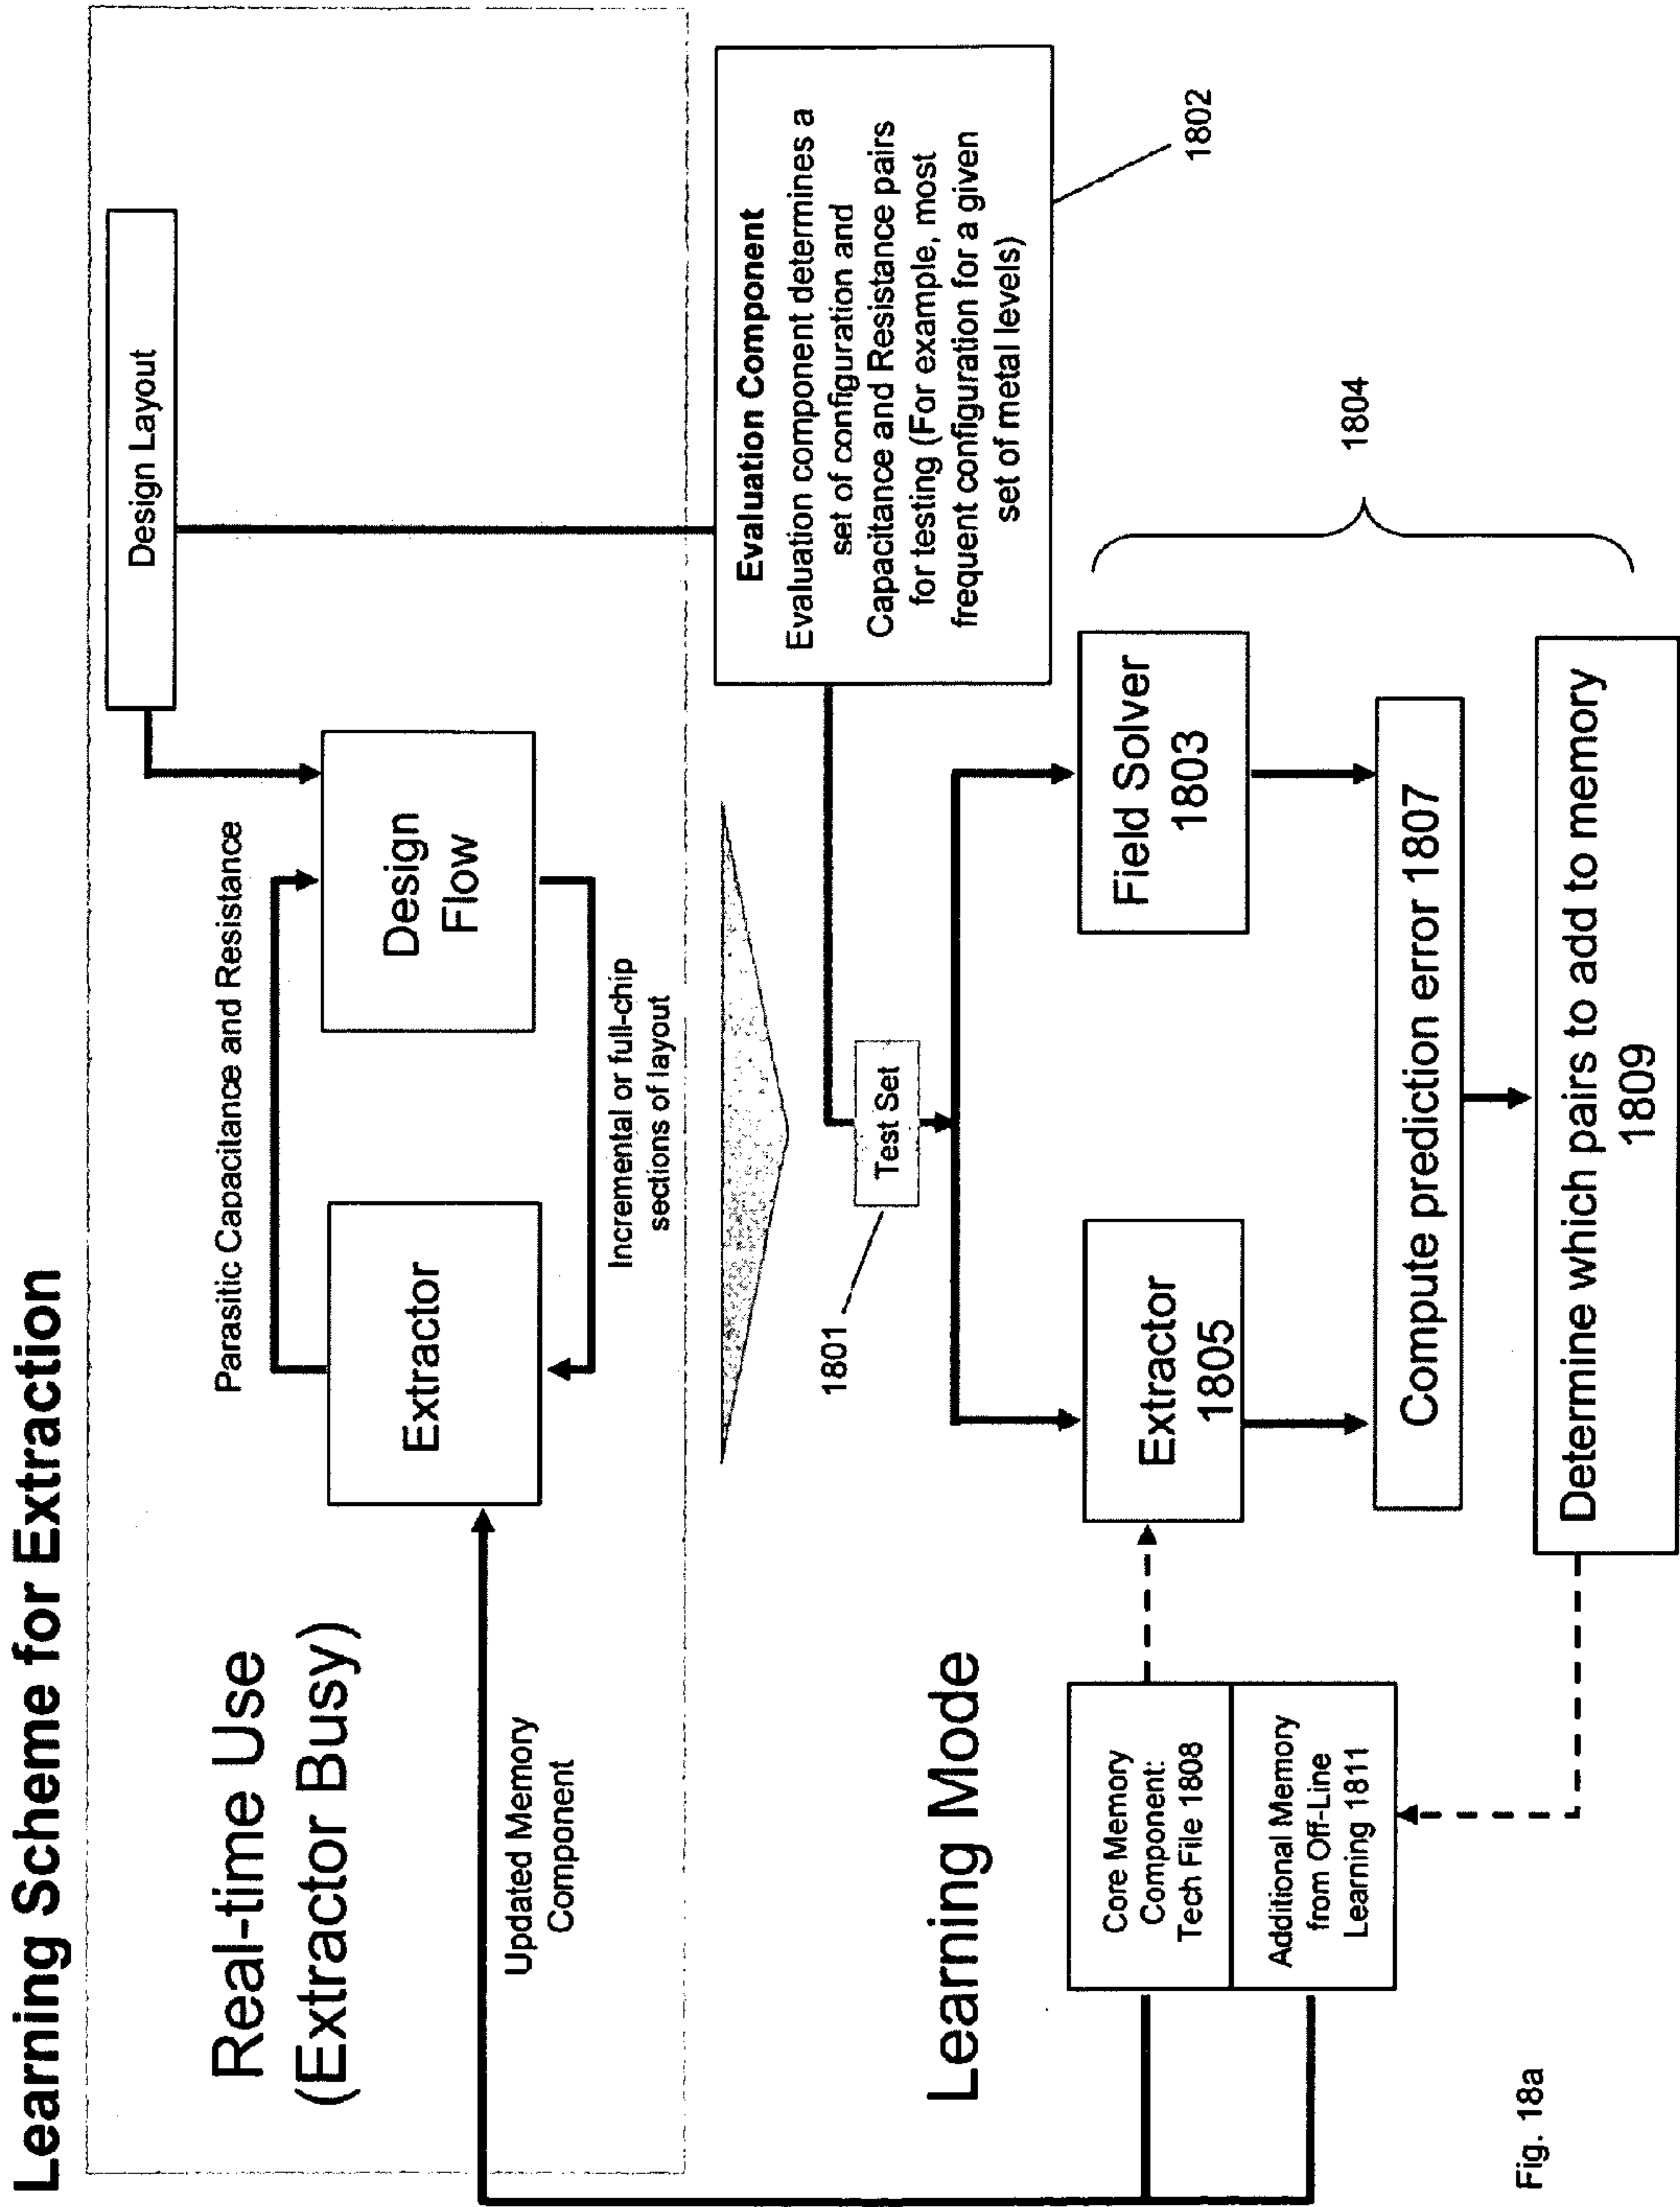 Learning Scheme for Extraction
Real-time Use
(Extractor Busy)
Design Layout
Parasitic Capacitance and Resistance
Extractor
Design
Flow
Incremental or full-chip
sections of layout
Updated Memory
Component
Evaluation Component
Evaluation component determines a
set of configuration and
Capacitance and Resistance pairs
for testing (For example, most
frequent configuration for a given
set of metal levels)
1802
1801
Test Set
Learning Mode
Core Memory
Component:
Tech File 1808
Additional Memory
from Off-Line
Learning 1811
Extractor
1805
Field Solver
1803
1804
Compute prediction error 1807
Determine which pairs to add to memory
1809
Fig. 18a